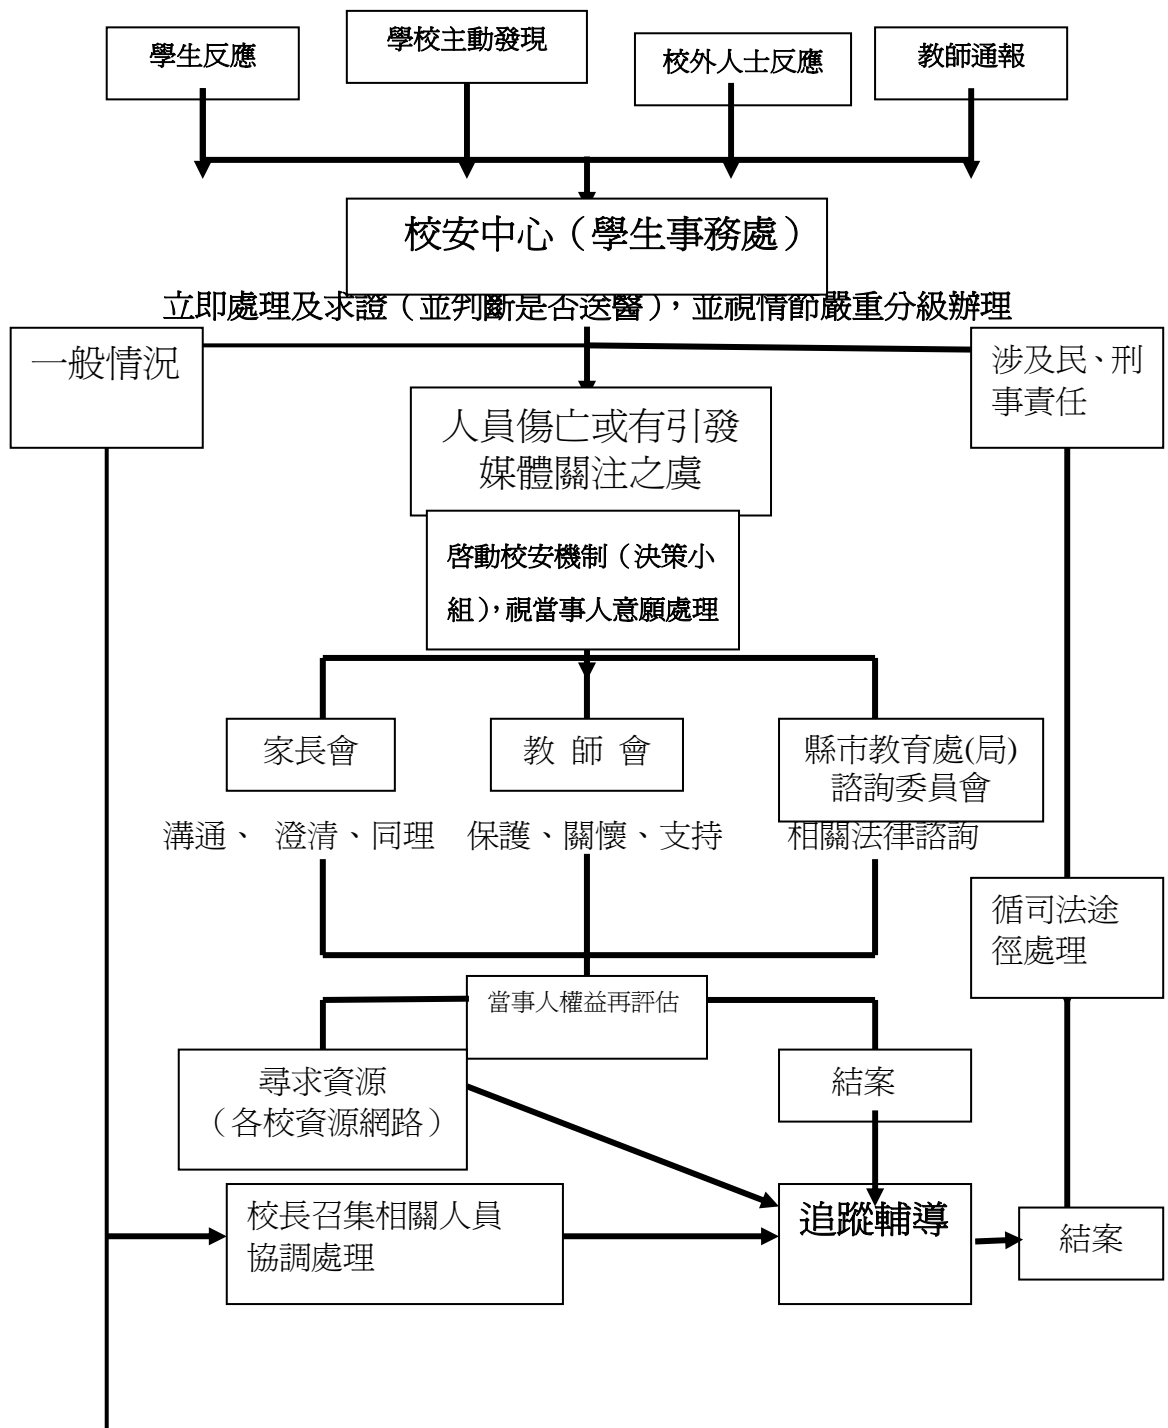 學生反應
學校主動發現
校外人士反應
教師通報
校安中心（學生事務處）
立即處理及求證（並判斷是否送醫），並視情節嚴重分級辦理
一般情況
涉及民、刑
事責任
人員傷亡或有引發
媒體關注之虞
啓動校安機制（決策小
組），視當事人意願處理
家長會
教 師 會
縣市教育處(局)
諮詢委員會
溝通、 澄清、同理
保護、關懷、支持
相關法律諮詢
循司法途
徑處理
當事人權益再評估
尋求資源
（各校資源網路）
結案
校長召集相關人員
協調處理
追蹤輔導
結案